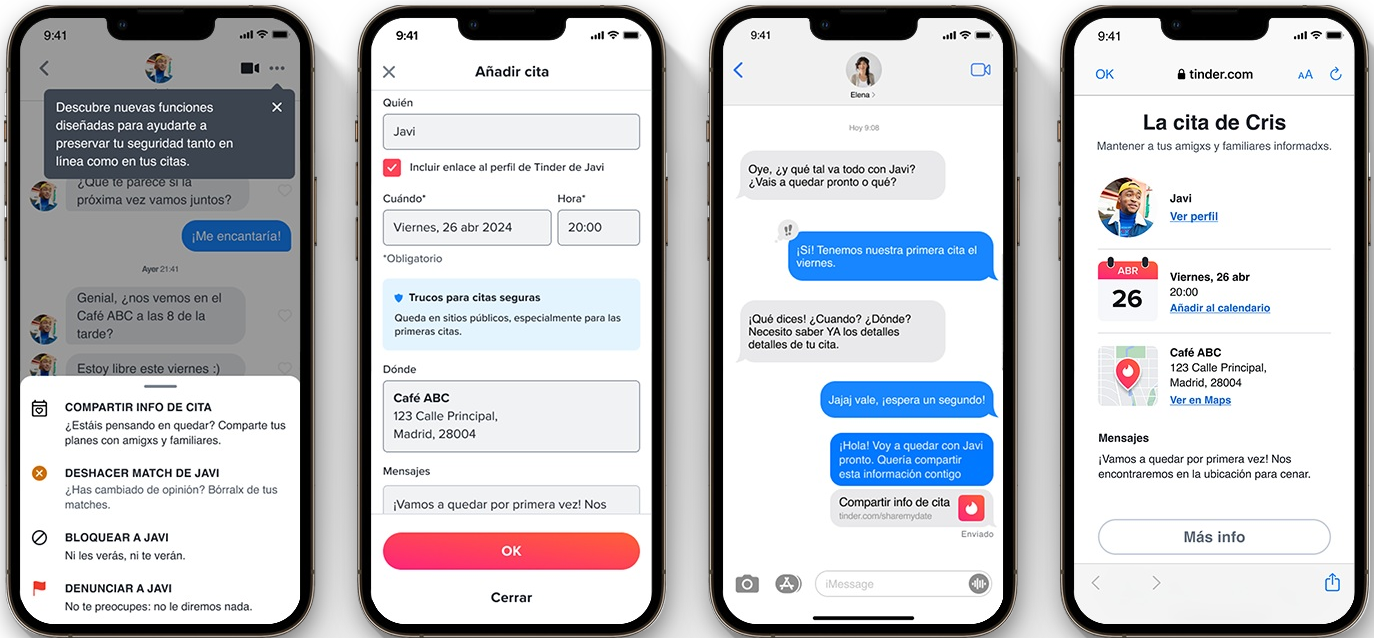 9:41
Descubre nuevas funciones
diseñadas para ayudarte a
preservar tu seguridad tanto en
línea como en tus citas.
¿Qué te parece si la
próxima vez vamos juntos?
¡Me encantaría!
Ayer 21:41
Genial, ¿nos vemos en el
Café ABC a las 8 de la
tarde?
Estoy libre este viernes :)
COMPARTIR INFO DE CITA
¿Estáis pensando en quedar? Comparte tus
planes con amigxs y familiares.
DESHACER MATCH DE JAVI
¿Has cambiado de opinión? Bórralx de tus
matches.
BLOQUEAR A JAVI
Ni les verás, ni te verán.
DENUNCIAR A JAVI
No te preocupes: no le diremos nada.
9:41
Añadir cita
Quién
Javi
Incluir enlace al perfil de Tinder de Javi
Cuándo*
Hora*
Viernes, 26 abr 2024
20:00
*Obligatorio
Trucos para citas seguras
Queda en sitios públicos, especialmente para las
primeras citas.
Dónde
Café ABC
123 Calle Principal,
Madrid, 28004
Mensajes
¡Vamos a quedar por primera vez! Nos
OK
Cerrar
9:41
Elena >
Hoy 9:08
Oye, ¿y qué tal va todo con Javi?
¿Vais a quedar pronto o qué?
¡Sí! Tenemos nuestra primera cita el
viernes.
¡Qué dices! ¿Cuando? ¿Dónde?
Necesito saber YA los detalles
detalles de tu cita.
Jajaj vale, ¡espera un segundo!
¡Hola! Voy a quedar con Javi
pronto. Quería compartir
esta información contigo
Compartir info de cita
tinder.com/sharemydate
Enviado
iMessage
9:41
OK
tinder.com
AA
La cita de Cris
Mantener a tus amigxs y familiares informadxs.
Javi
Ver perfil
ABR
26
Viernes, 26 abr
20:00
Añadir al calendario
Café ABC
123 Calle Principal,
Madrid, 28004
Ver en Maps
Mensajes
¡Vamos a quedar por primera vez! Nos
encontraremos en la ubicación para cenar.
Más info